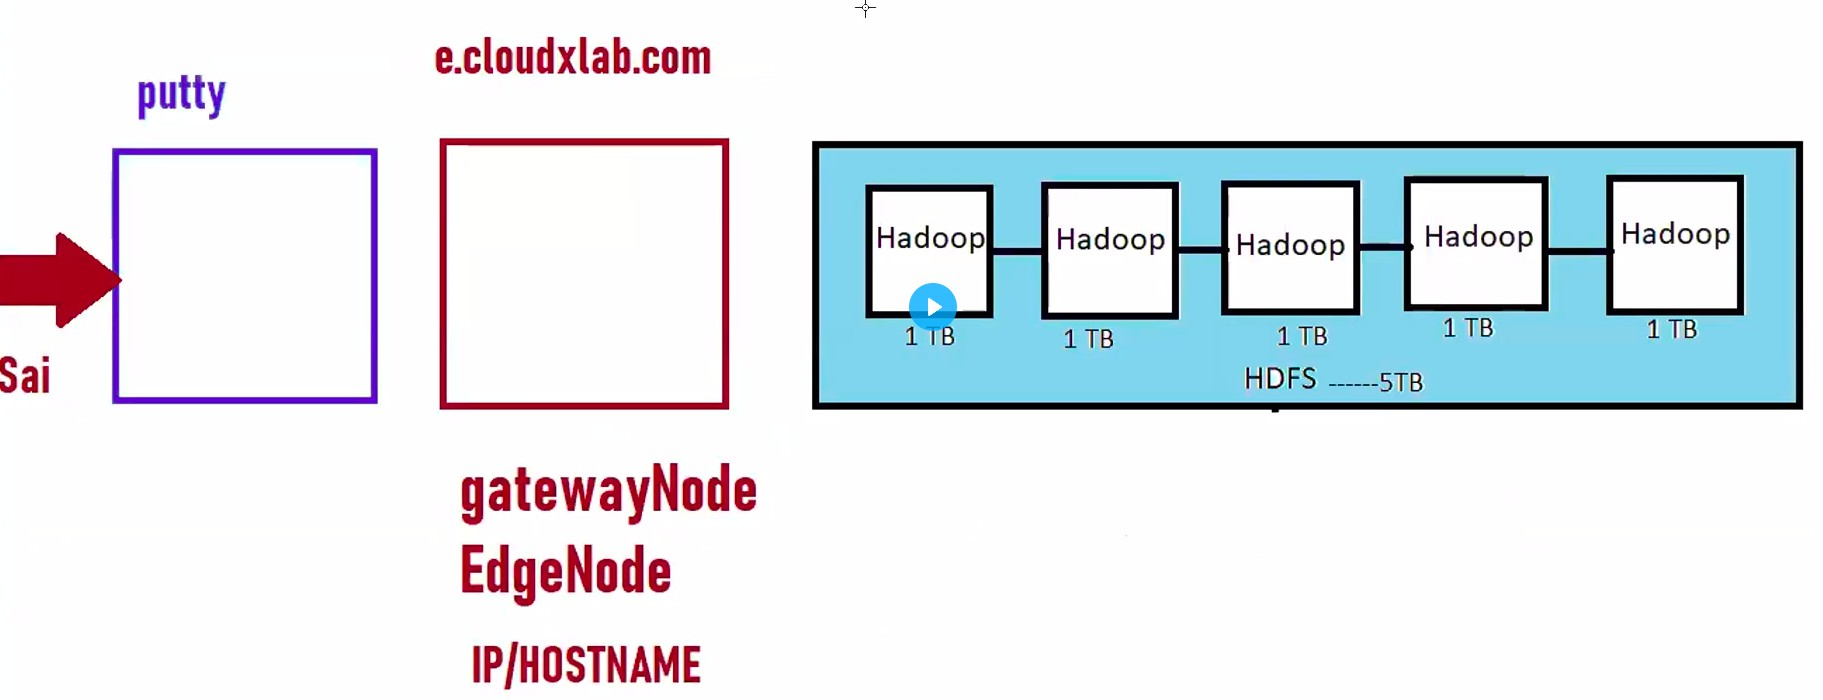 e.cloudxlab.com
putty
Hadoop
Hadoop
Hadoop
Hadoop
Hadoop
1 TB
1 TB
1 TB
1 TB
1 TB
HDFS ------5TB
Sai
gatewayNode
EdgeNode
IP/HOSTNAME